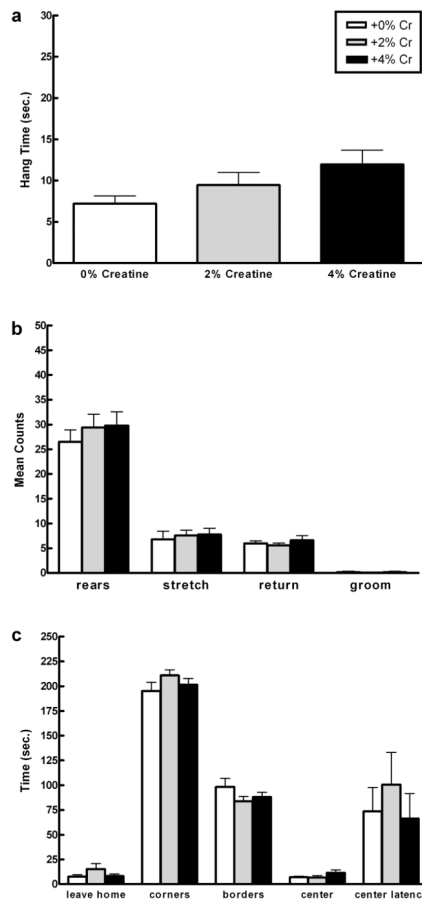 a
+0% Cr
+2% Cr
+4% Cr
Hang Time (sec.)
30
25
20
15
10
5
0
0% Creatine 2% Creatine 4% Creatine
b
Mean Counts
50
45
40
35
30
25
20
15
10
5
0
rears stretch return groom
c
Time (sec.)
250
225
200
175
150
125
100
75
50
25
0
leave home corners borders center center latenc